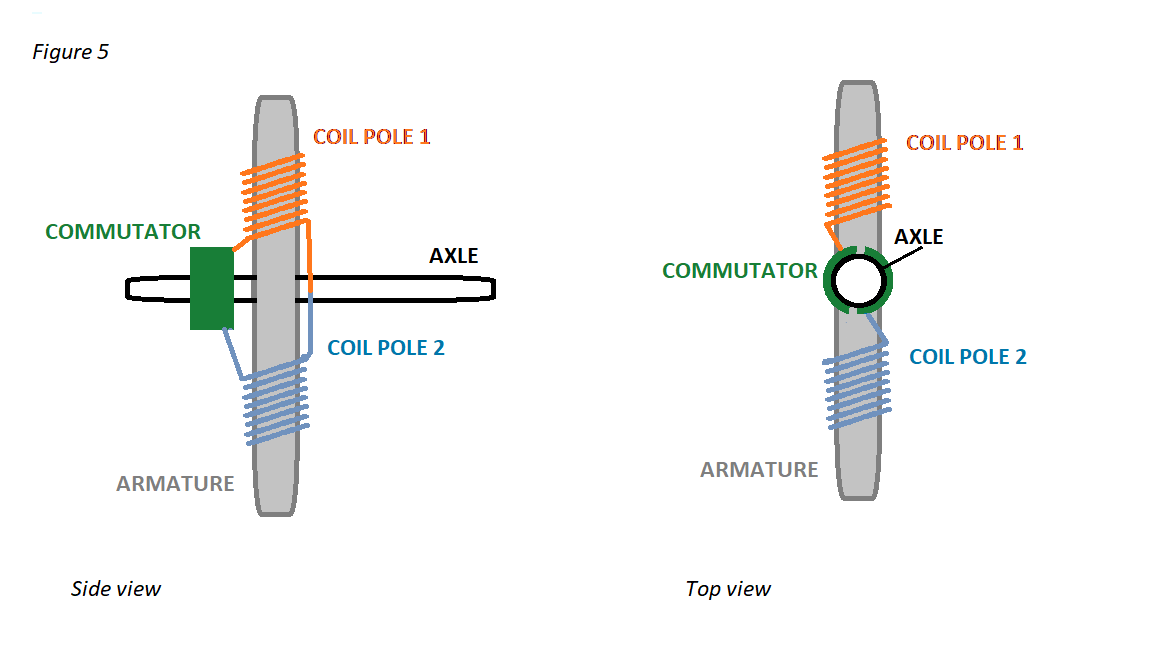 Figure 5
COIL POLE 1
COMMUTATOR
AXLE
COIL POLE 2
ARMATURE
Side view
COIL POLE 1
AXLE
COMMUTATOR
COIL POLE 2
ARMATURE
Top view